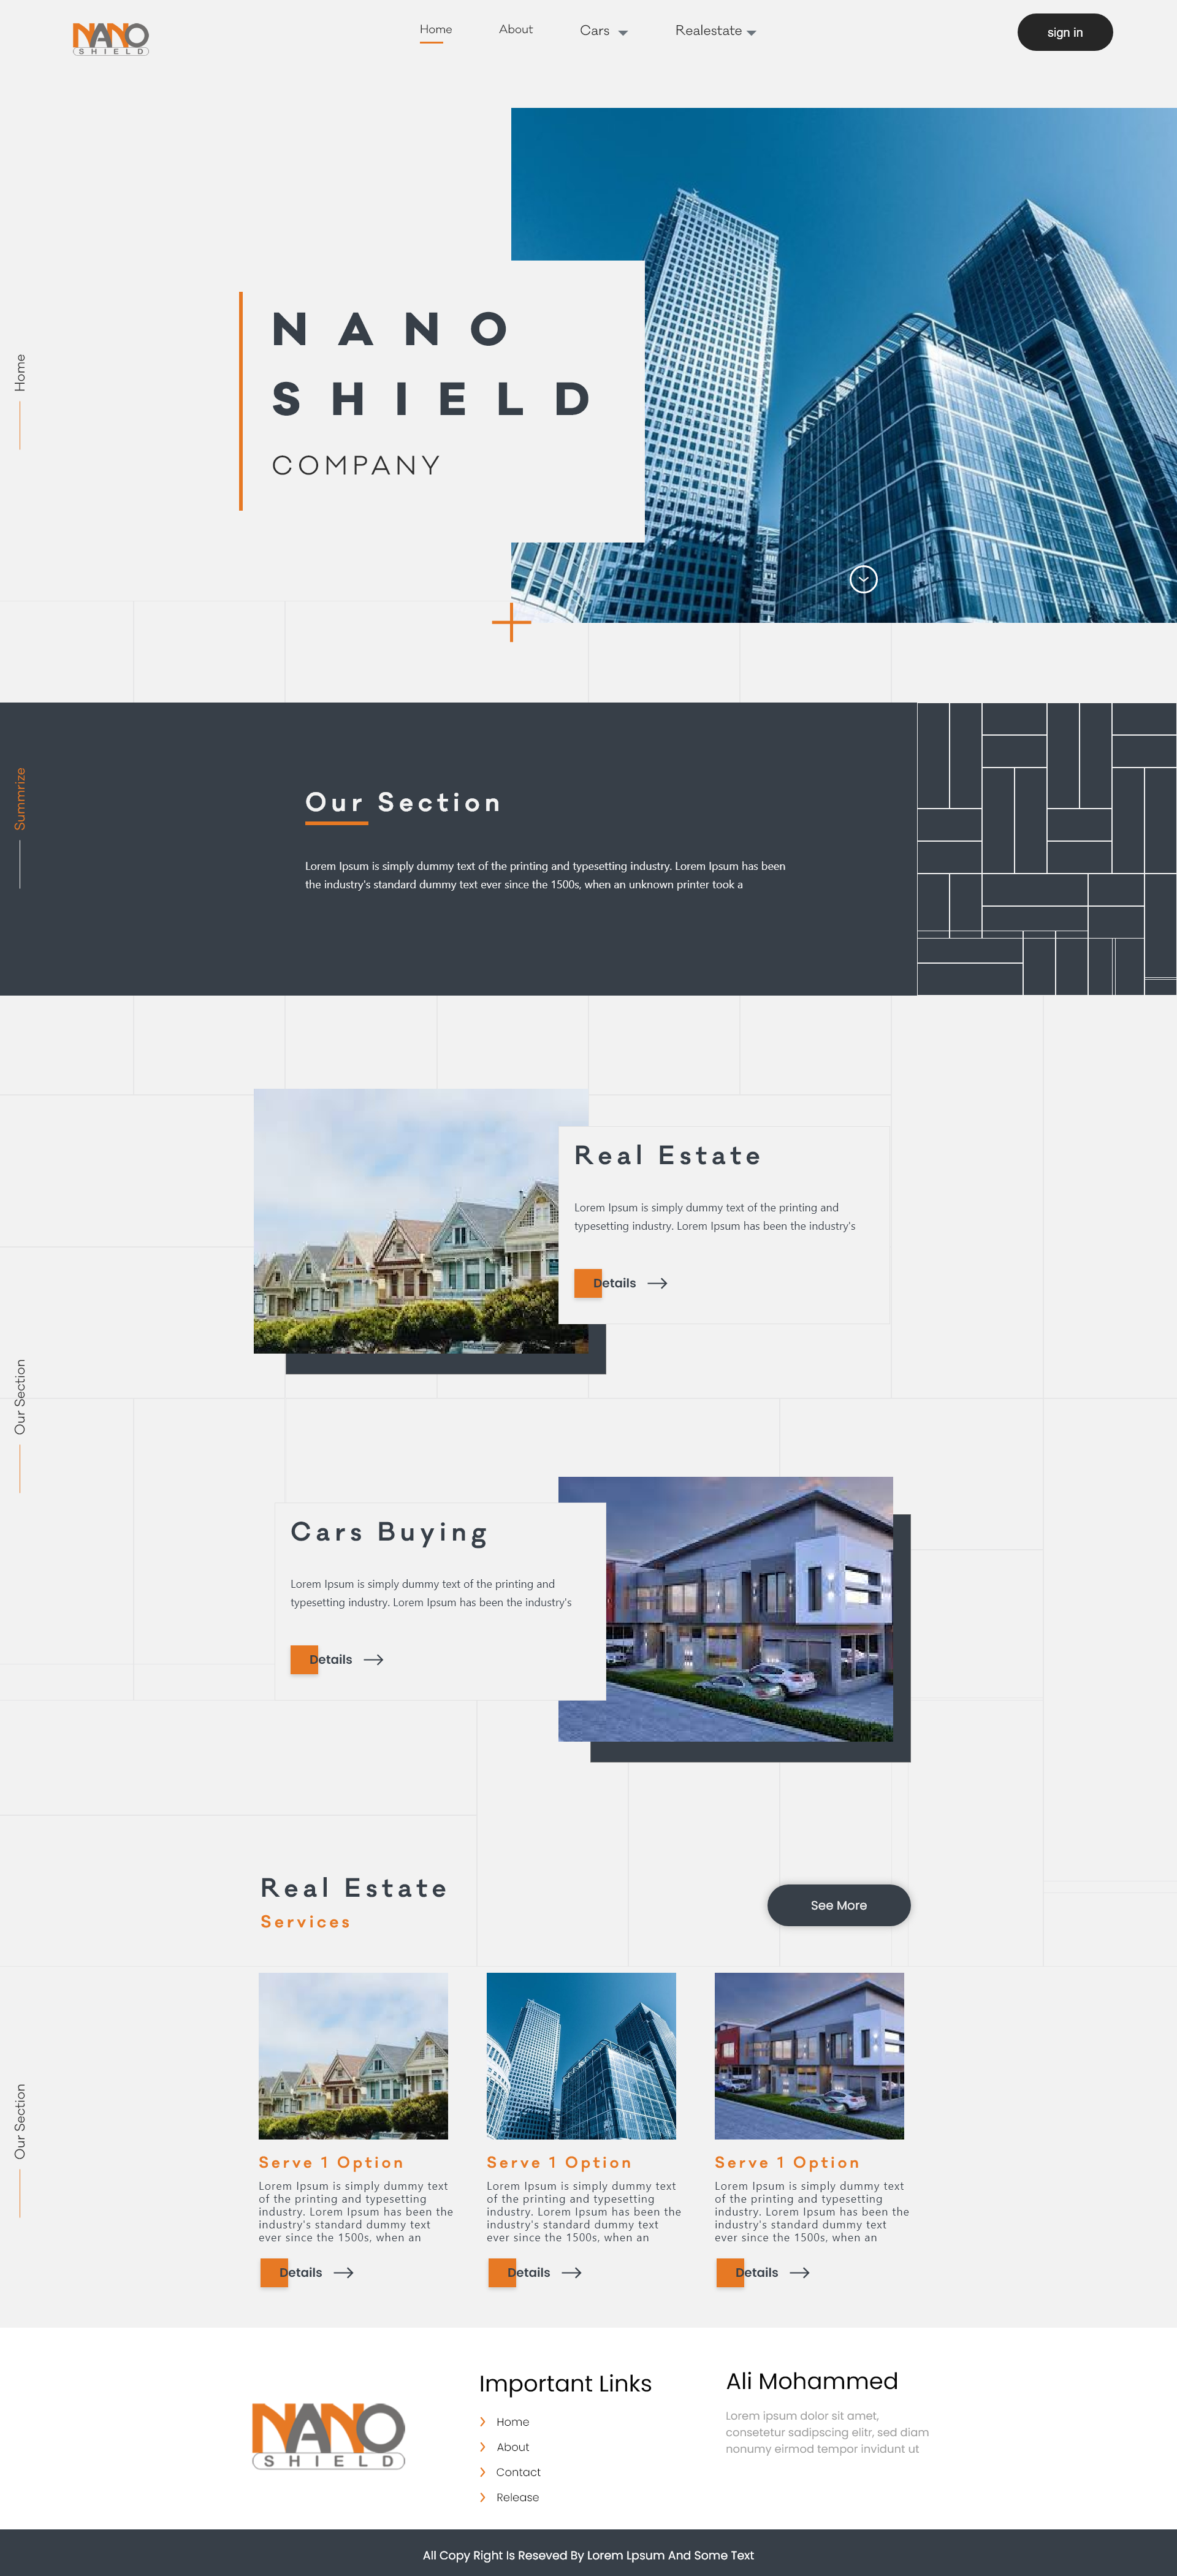 NANO
SHIELD
Home
About
Cars
Realestate
sign in
Home
NANO
SHIELD
COMPANY
Summrize
Our Section
Lorem Ipsum is simply dummy text of the printing and typesetting industry. Lorem Ipsum has been
the industry's standard dummy text ever since the 1500s, when an unknown printer took a
Real Estate
Lorem Ipsum is simply dummy text of the printing and
typesetting industry. Lorem Ipsum has been the industry's
Details
Our Section
Cars Buying
Lorem Ipsum is simply dummy text of the printing and
typesetting industry. Lorem Ipsum has been the industry's
Details
Real Estate
Services
See More
Our Section
Serve 1 Option
Lorem Ipsum is simply dummy text
of the printing and typesetting
industry. Lorem Ipsum has been the
industry's standard dummy text
ever since the 1500s, when an
Details
Serve 1 Option
Lorem Ipsum is simply dummy text
of the printing and typesetting
industry. Lorem Ipsum has been the
industry's standard dummy text
ever since the 1500s, when an
Details
Serve 1 Option
Lorem Ipsum is simply dummy text
of the printing and typesetting
industry. Lorem Ipsum has been the
industry's standard dummy text
ever since the 1500s, when an
Details
NANO
SHIELD
Important Links
Home
About
Contact
Release
Ali Mohammed
Lorem ipsum dolor sit amet,
consetetur sadipscing elitr, sed diam
nonumy eirmod tempor invidunt ut
All Copy Right Is Reseved By Lorem Lpsum And Some Text